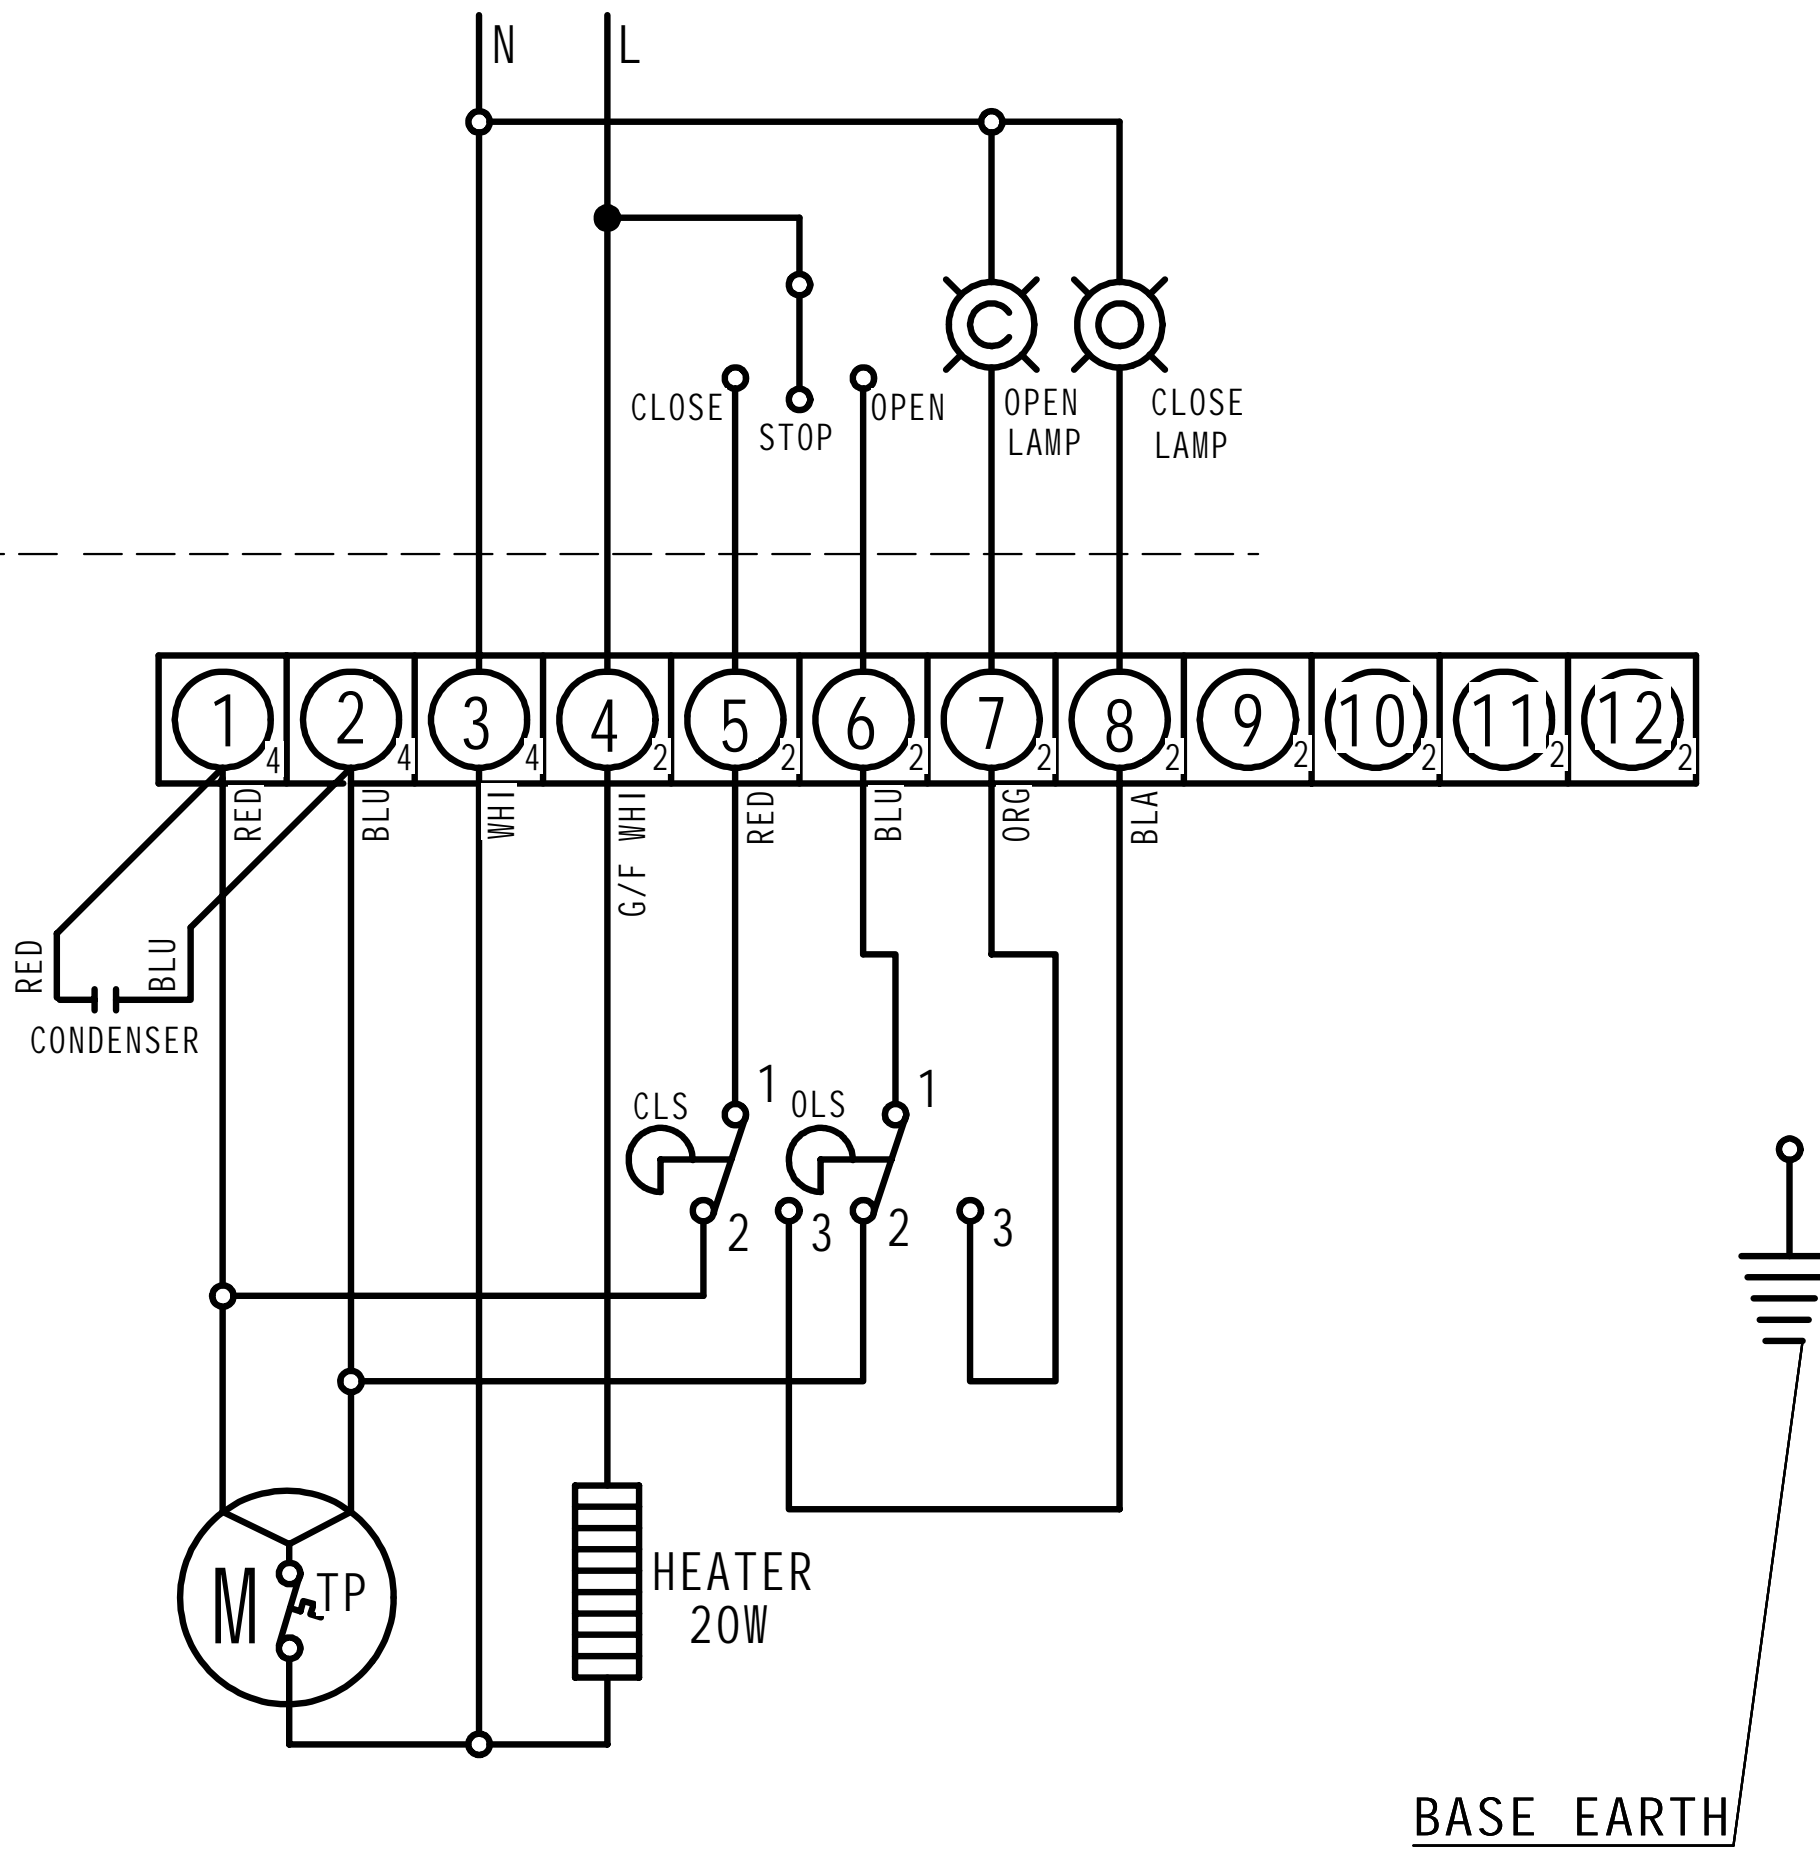 N L
C O
CLOSE STOP OPEN OPEN LAMP CLOSE LAMP
1 2 3 4 5 6 7 8 9 10 11 12
4 4 4 2 2 2 2 2 2 2 2 2
RED BLU WHI G/F WHI RED BLU ORG BLA
RED BLU
CONDENSER
CLS 1 OLS 1
2 3 2 3
M TP
HEATER
20W
BASE EARTH